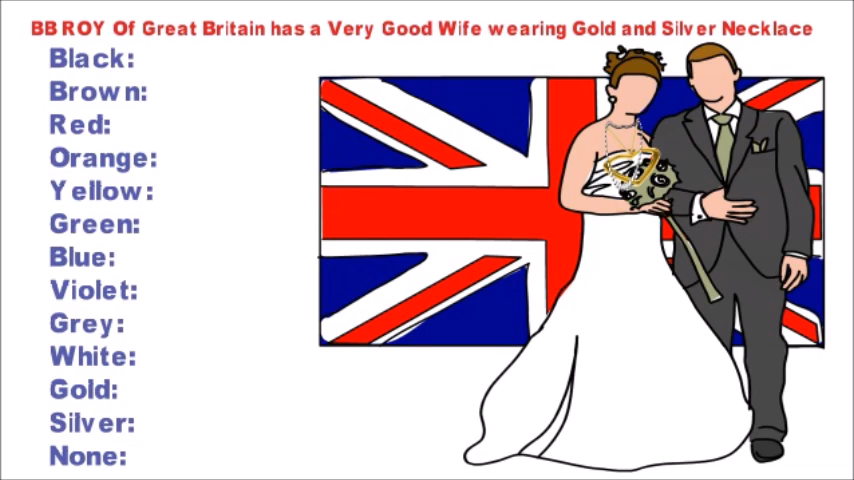 BB ROY Of Great Britain has a Very Good Wife wearing Gold and Silver Necklace
Black:
Brown:
Red:
Orange:
Yellow:
Green:
Blue:
Violet:
Grey:
White:
Gold:
Silver:
None: